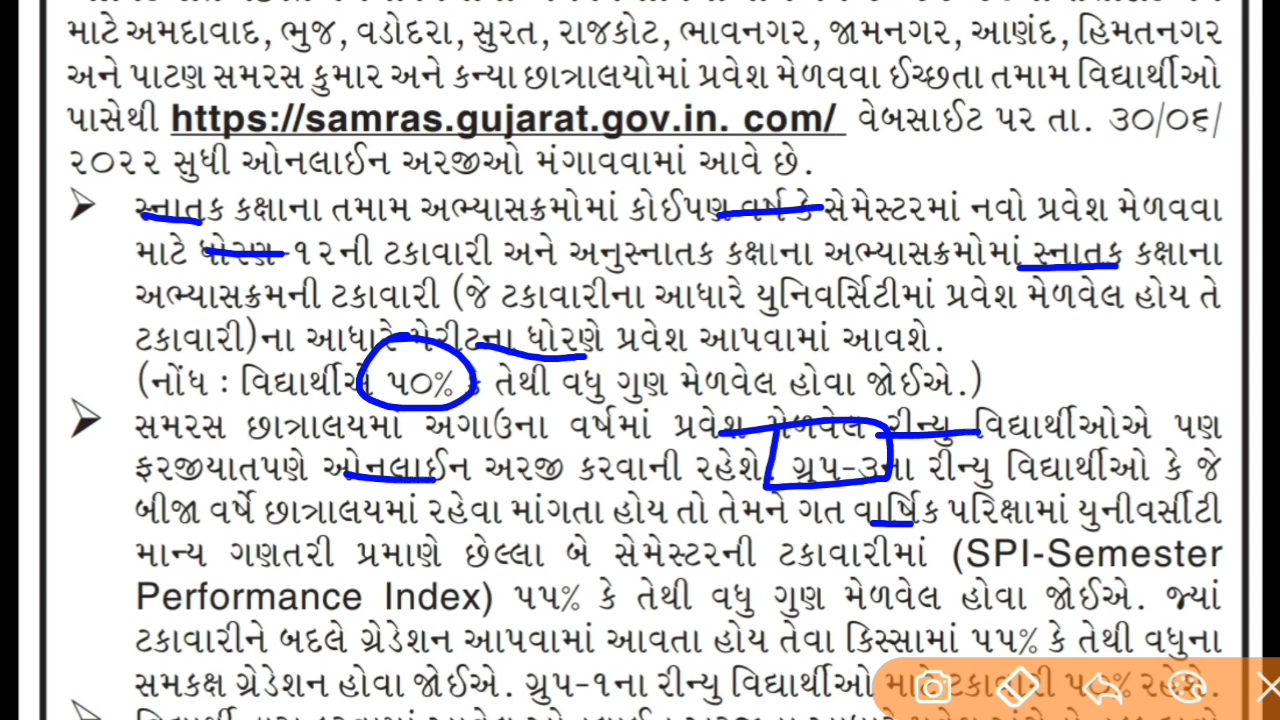 માટે અમદાવાદ, ભુજ, વડોદરા, સુરત, રાજકોટ, ભાવનગર, જામનગર, આણંદ, હિમતનગર
અને પાટણ સમરસ કુમાર અને કન્યા છાત્રાલયોમાં પ્રવેશ મેળવવા ઈચ્છતા તમામ વિદ્યાર્થીઓ
પાસેથી https://samras.gujarat.gov.in. com/ વેબસાઈટ પર તા. ૩૦/૦૬/
૨૦૨૨ સુધી ઓનલાઈન અરજીઓ મંગાવવામાં આવે છે.
➢ સ્નાતક કક્ષાના તમામ અભ્યાસક્રમોમાં કોઈપણ વર્ષ કે સેમેસ્ટરમાં નવો પ્રવેશ મેળવવા
માટે ધોરણ-૧૨ની ટકાવારી અને અનુસ્નાતક કક્ષાના અભ્યાસક્રમોમાં સ્નાતક કક્ષાના
અભ્યાસક્રમની ટકાવારી (જે ટકાવારીના આધારે યુનિવર્સિટીમાં પ્રવેશ મેળવેલ હોય તે
ટકાવારી)ના આધારે મેરીટના ધોરણે પ્રવેશ આપવામાં આવશે.
(નોંધ : વિદ્યાર્થીએ ૫૦% કે તેથી વધુ ગુણ મેળવેલ હોવા જોઈએ.)
➢ સમરસ છાત્રાલયમાં અગાઉના વર્ષમાં પ્રવેશ મેળવેલ રીન્યુ વિદ્યાર્થીઓએ પણ
ફરજીયાતપણે ઓનલાઈન અરજી કરવાની રહેશે. ગ્રુપ-૩ના રીન્યુ વિદ્યાર્થીઓ કે જે
બીજા વર્ષે છાત્રાલયમાં રહેવા માંગતા હોય તો તેમને ગત વાર્ષિક પરિક્ષામાં યુનીવર્સીટી
માન્ય ગણતરી પ્રમાણે છેલ્લા બે સેમેસ્ટરની ટકાવારીમાં (SPI-Semester
Performance Index) ૫૫% કે તેથી વધુ ગુણ મેળવેલ હોવા જોઈએ. જ્યાં
ટકાવારીને બદલે ગ્રેડેશન આપવામાં આવતા હોય તેવા કિસ્સામાં ૫૫% કે તેથી વધુના
સમકક્ષ ગ્રેડેશન હોવા જોઈએ. ગ્રુપ-૧ના રીન્યુ વિદ્યાર્થીઓ માટે ટકાવારી ૫૦% રહેશે.